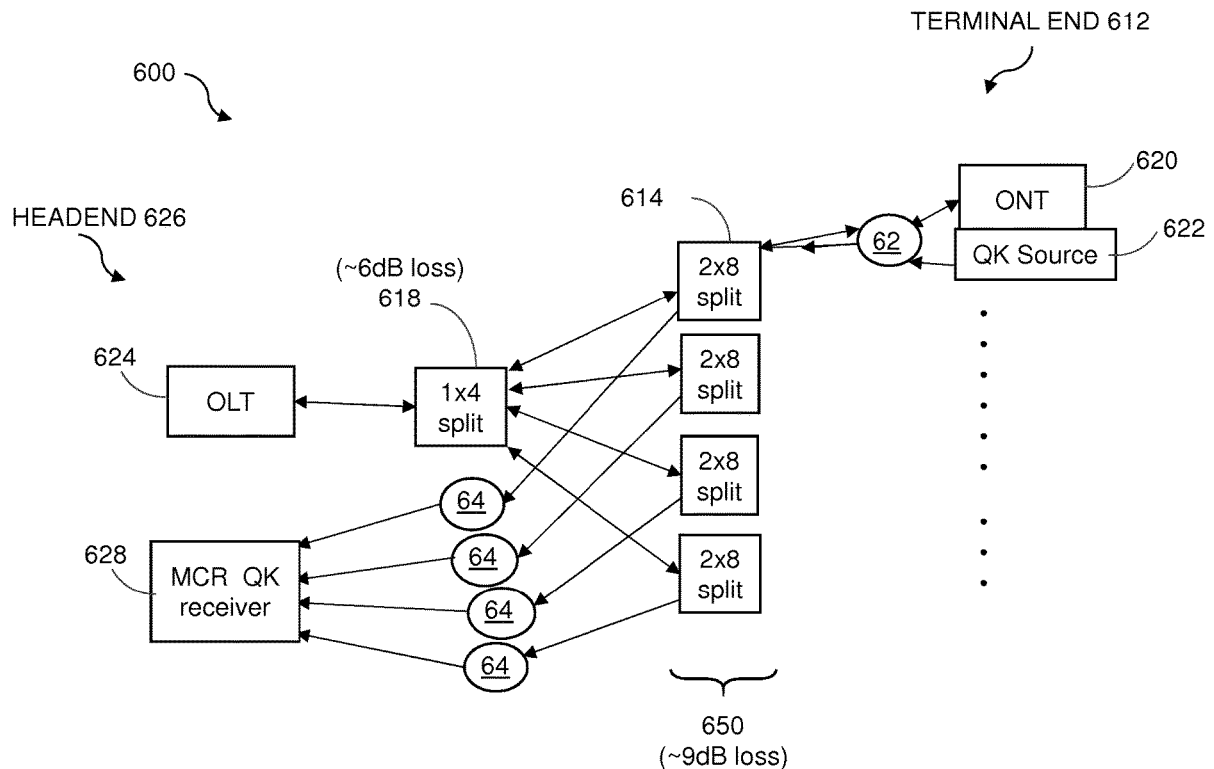 TERMINAL END 612
600
620
614
ONT
HEADEND 626
62
622
QK Source
(~6dB loss)
618
2x8
split
624
OLT
1x4
split
2x8
split
64
2x8
split
628
64
MCR QK
receiver
64
2x8
split
64
650
(~9dB loss)